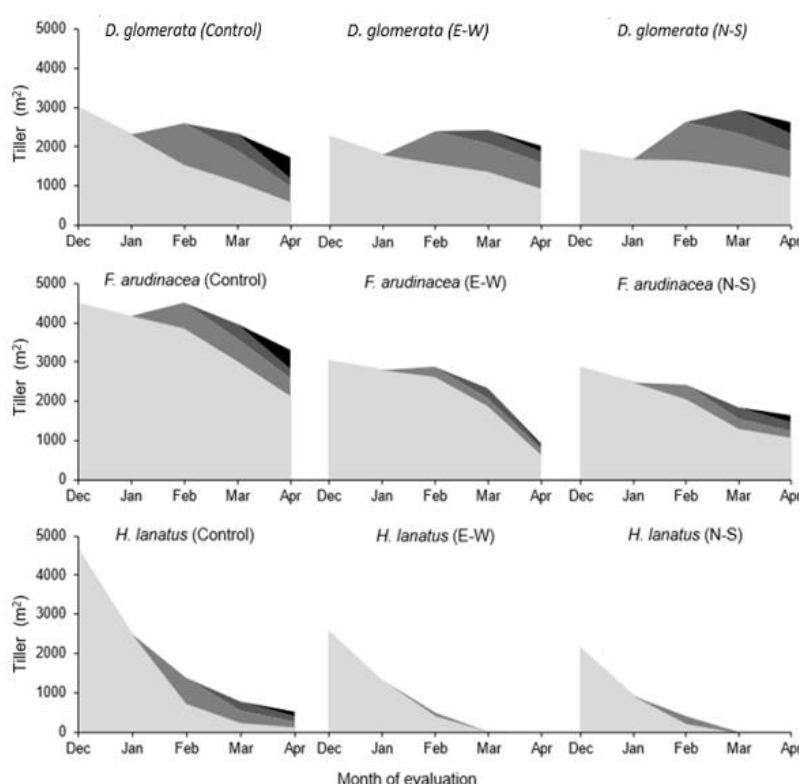 D. glomerata (Control) D. glomerata (E-W) D. glomerata (N-S)
5000
4000
3000
2000
1000
0
Tiller (m²)
Dec Jan Feb Mar Apr Dec Jan Feb Mar Apr Dec Jan Feb Mar Apr
F. arudinacea (Control) F. arudinacea (E-W) F. arudinacea (N-S)
5000
4000
3000
2000
1000
0
Tiller (m²)
Dec Jan Feb Mar Apr Dec Jan Feb Mar Apr Dec Jan Feb Mar Apr
H. lanatus (Control) H. lanatus (E-W) H. lanatus (N-S)
5000
4000
3000
2000
1000
0
Tiller (m²)
Dec Jan Feb Mar Apr Dec Jan Feb Mar Apr Dec Jan Feb Mar Apr
Month of evaluation